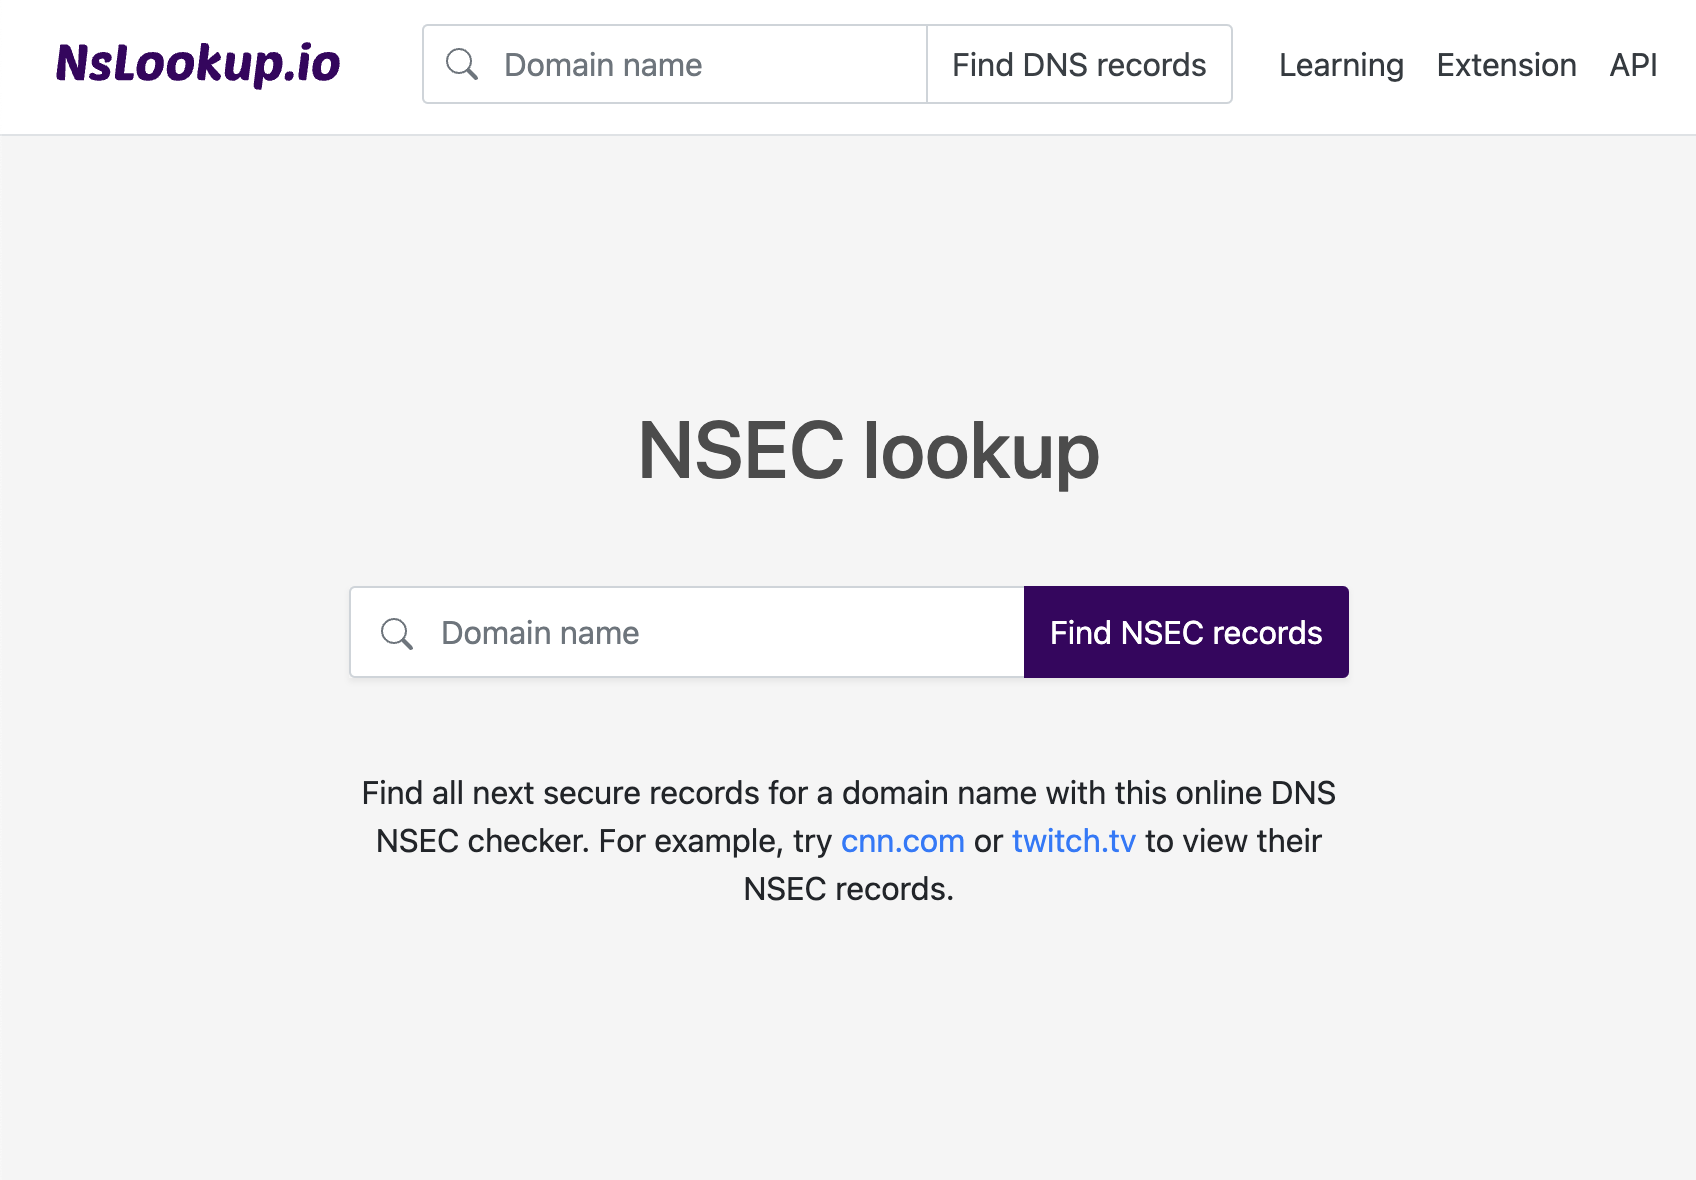 NsLookup.io
Domain name
Find DNS records
Learning
Extension
API
NSEC lookup
Domain name
Find NSEC records
Find all next secure records for a domain name with this online DNS
NSEC checker. For example, try cnn.com or twitch.tv to view their
NSEC records.